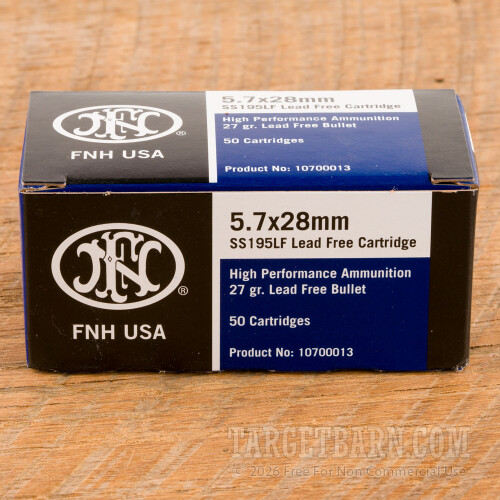 FN
®
FNH USA
5.7x28mm
SS195LF Lead Free Cartridge
High Performance Ammunition
27 gr. Lead Free Bullet
50 Cartridges
Product No: 10700013
FN
®
FNH USA
5.7x28mm
SS195LF Lead Free Cartridge
High Performance Ammunition
27 gr. Lead Free Bullet
50 Cartridges
Product No: 10700013
TARGETBARN.COM
© 2026 Free For Non Commercial Use